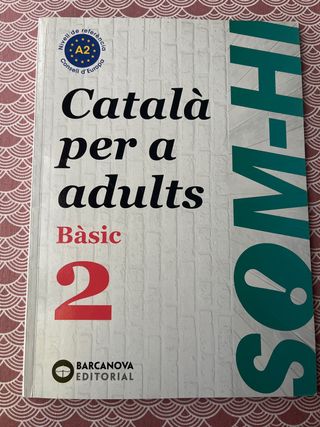 Nivell de referència
A2
Consell d'Europa
Català
per a
adults
Bàsic
2
SOM-HI
BARCANOVA
EDITORIAL